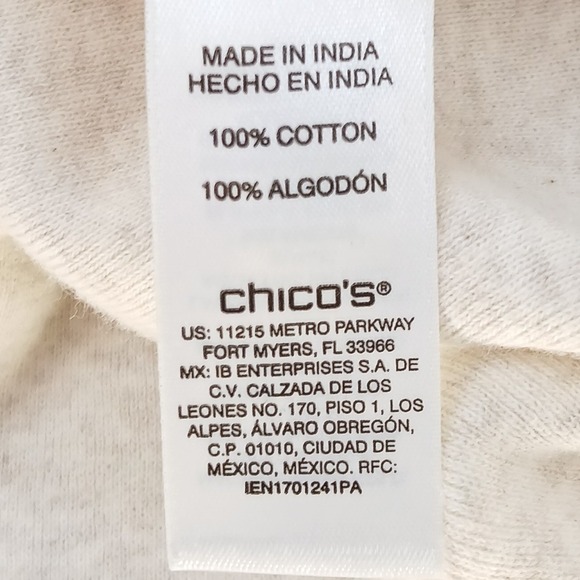 MADE IN INDIA
HECHO EN INDIA
100% COTTON
100% ALGODÓN
chico's®
US: 11215 METRO PARKWAY
FORT MYERS, FL 33966
MX: IB ENTERPRISES S.A. DE
C.V. CALZADA DE LOS
LEONES NO. 170, PISO 1, LOS
ALPES, ÁLVARO OBREGÓN,
C.P. 01010, CIUDAD DE
MÉXICO, MÉXICO. RFC:
IEN1701241PA